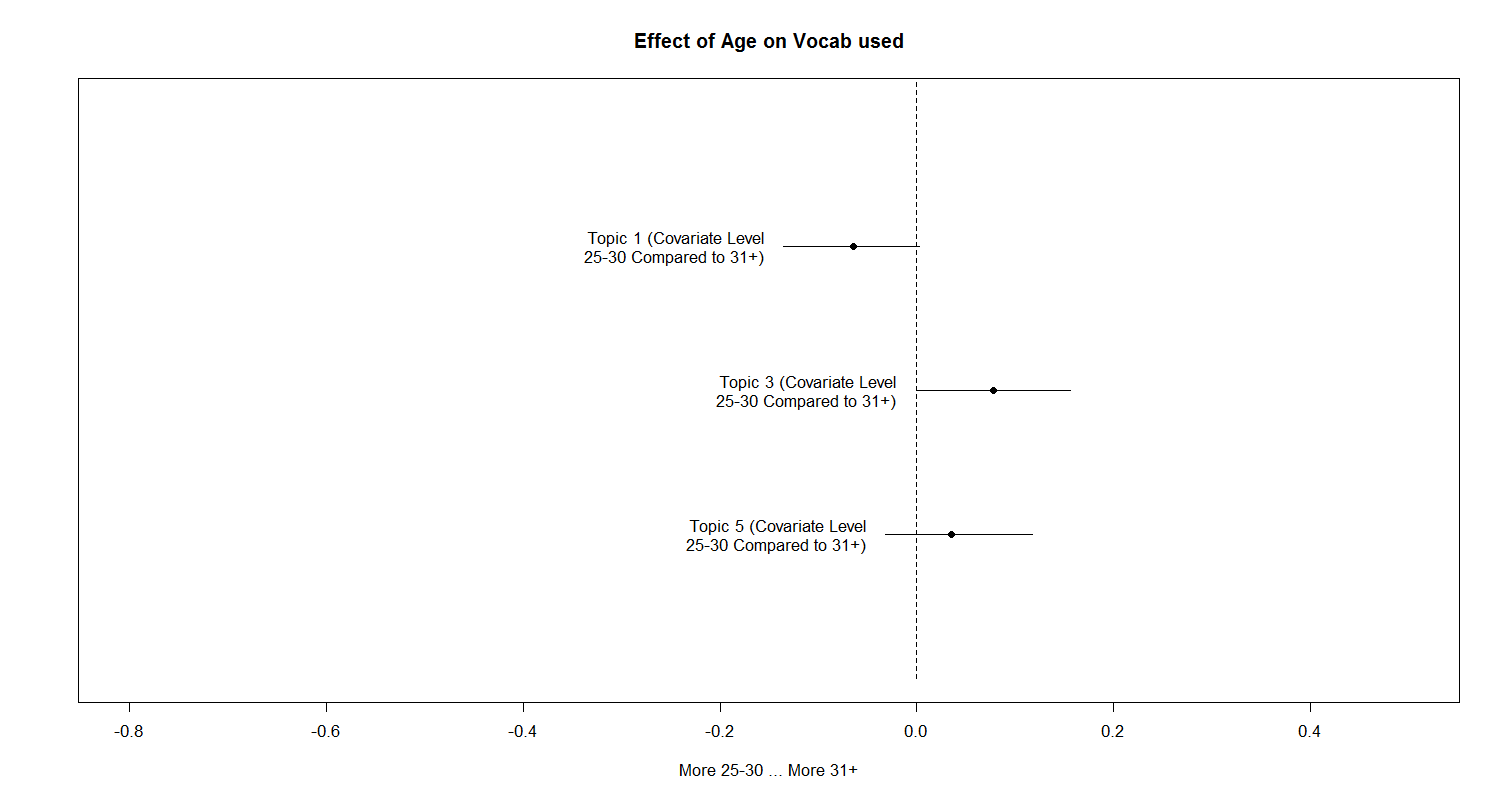 Effect of Age on Vocab used
Topic 1 (Covariate Level
25-30 Compared to 31+)
Topic 3 (Covariate Level
25-30 Compared to 31+)
Topic 5 (Covariate Level
25-30 Compared to 31+)
-0.8
-0.6
-0.4
-0.2
0.0
0.2
0.4
More 25-30 ... More 31+